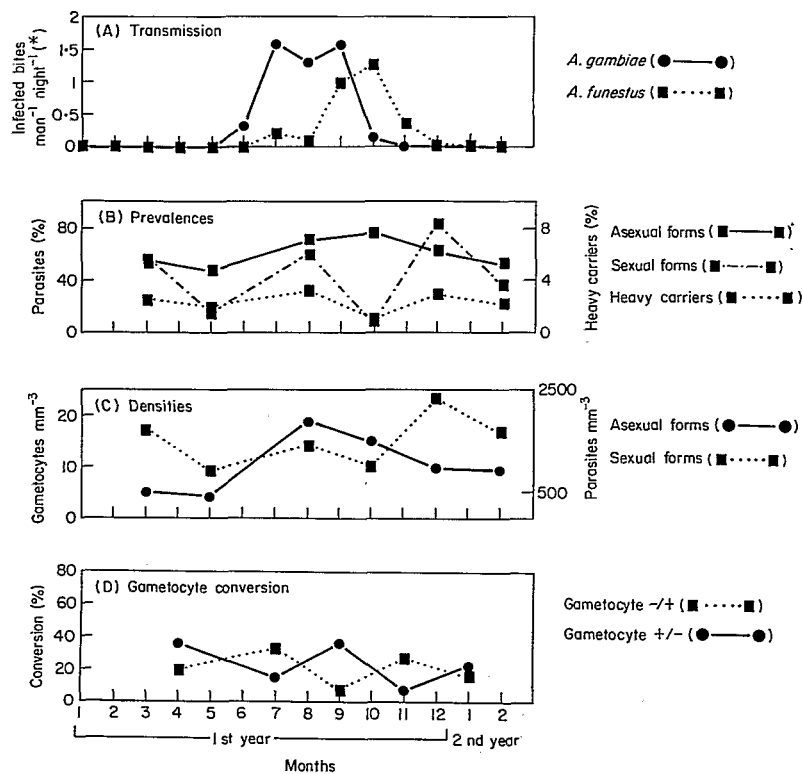 (A) Transmission
Infected bites
man⁻¹ night⁻¹ (*)
2
1·5
1
0·5
0
A. gambiae (●——●)
A. funestus (■·····■)
(B) Prevalences
Parasites (%)
80
40
0
8
4
0
Heavy carriers (%)
Asexual forms (■——■)
Sexual forms (■-·-·-■)
Heavy carriers (■·····■)
(C) Densities
Gametocytes mm⁻³
20
10
0
2500
500
Parasites mm⁻³
Asexual forms (●——●)
Sexual forms (■·····■)
(D) Gametocyte conversion
Conversion (%)
80
60
40
20
0
Gametocyte -/+ (■·····■)
Gametocyte +/- (●——●)
1 2 3 4 5 6 7 8 9 10 11 12 1 2
1st year 2nd year
Months